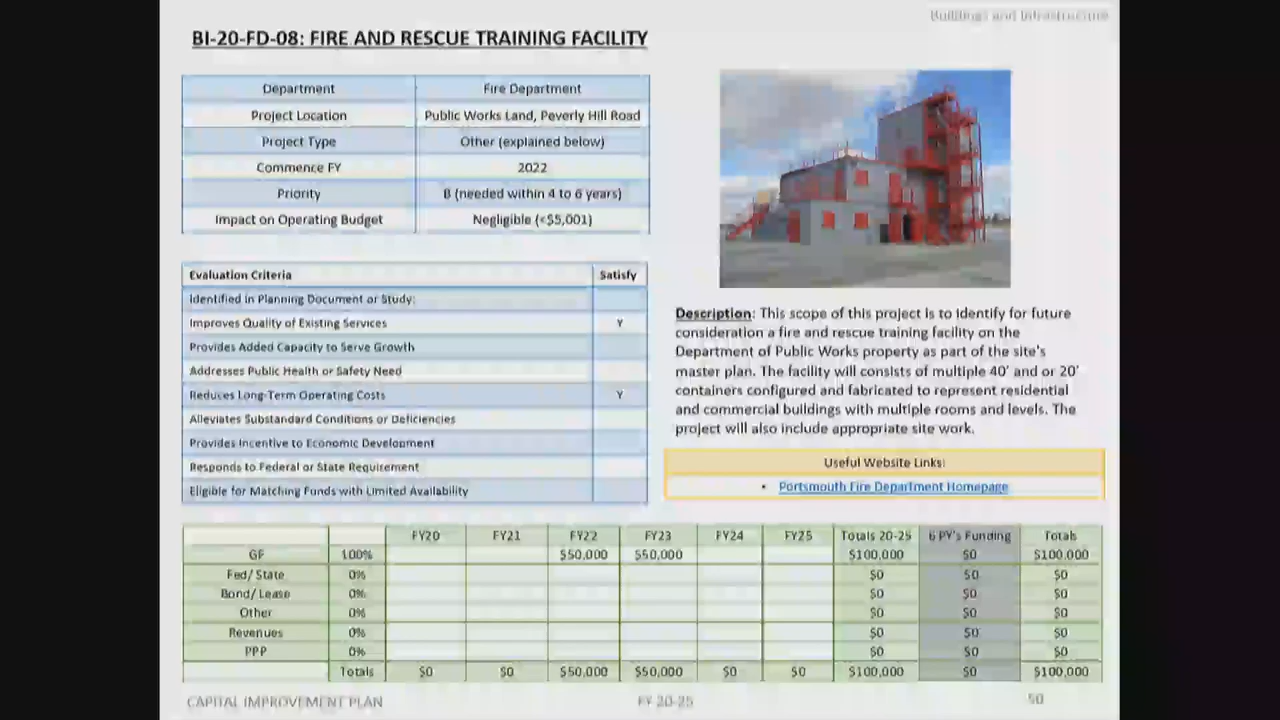 Buildings and Infrastructure
BI-20-FD-08: FIRE AND RESCUE TRAINING FACILITY
Department Fire Department
Project Location Public Works Land, Peverly Hill Road
Project Type Other (explained below)
Commence FY 2022
Priority B (needed within 4 to 6 years)
Impact on Operating Budget Negligible (<$5,001)
Evaluation Criteria Satisfy
Identified in Planning Document or Study:
Improves Quality of Existing Services Y
Provides Added Capacity to Serve Growth
Addresses Public Health or Safety Need
Reduces Long-Term Operating Costs Y
Alleviates Substandard Conditions or Deficiencies
Provides Incentive to Economic Development
Responds to Federal or State Requirement
Eligible for Matching Funds with Limited Availability
Description: This scope of this project is to identify for future
consideration a fire and rescue training facility on the
Department of Public Works property as part of the site's
master plan. The facility will consists of multiple 40' and or 20'
containers configured and fabricated to represent residential
and commercial buildings with multiple rooms and levels. The
project will also include appropriate site work.
Useful Website Links:
• Portsmouth Fire Department Homepage
FY20 FY21 FY22 FY23 FY24 FY25 Totals 20-25 6 PY's Funding Totals
GF 100% $50,000 $50,000 $100,000 $0 $100,000
Fed/ State 0% $0 $0 $0
Bond/ Lease 0% $0 $0 $0
Other 0% $0 $0 $0
Revenues 0% $0 $0 $0
PPP 0% $0 $0 $0
Totals $0 $0 $50,000 $50,000 $0 $0 $100,000 $0 $100,000
CAPITAL IMPROVEMENT PLAN FY 20-25 50